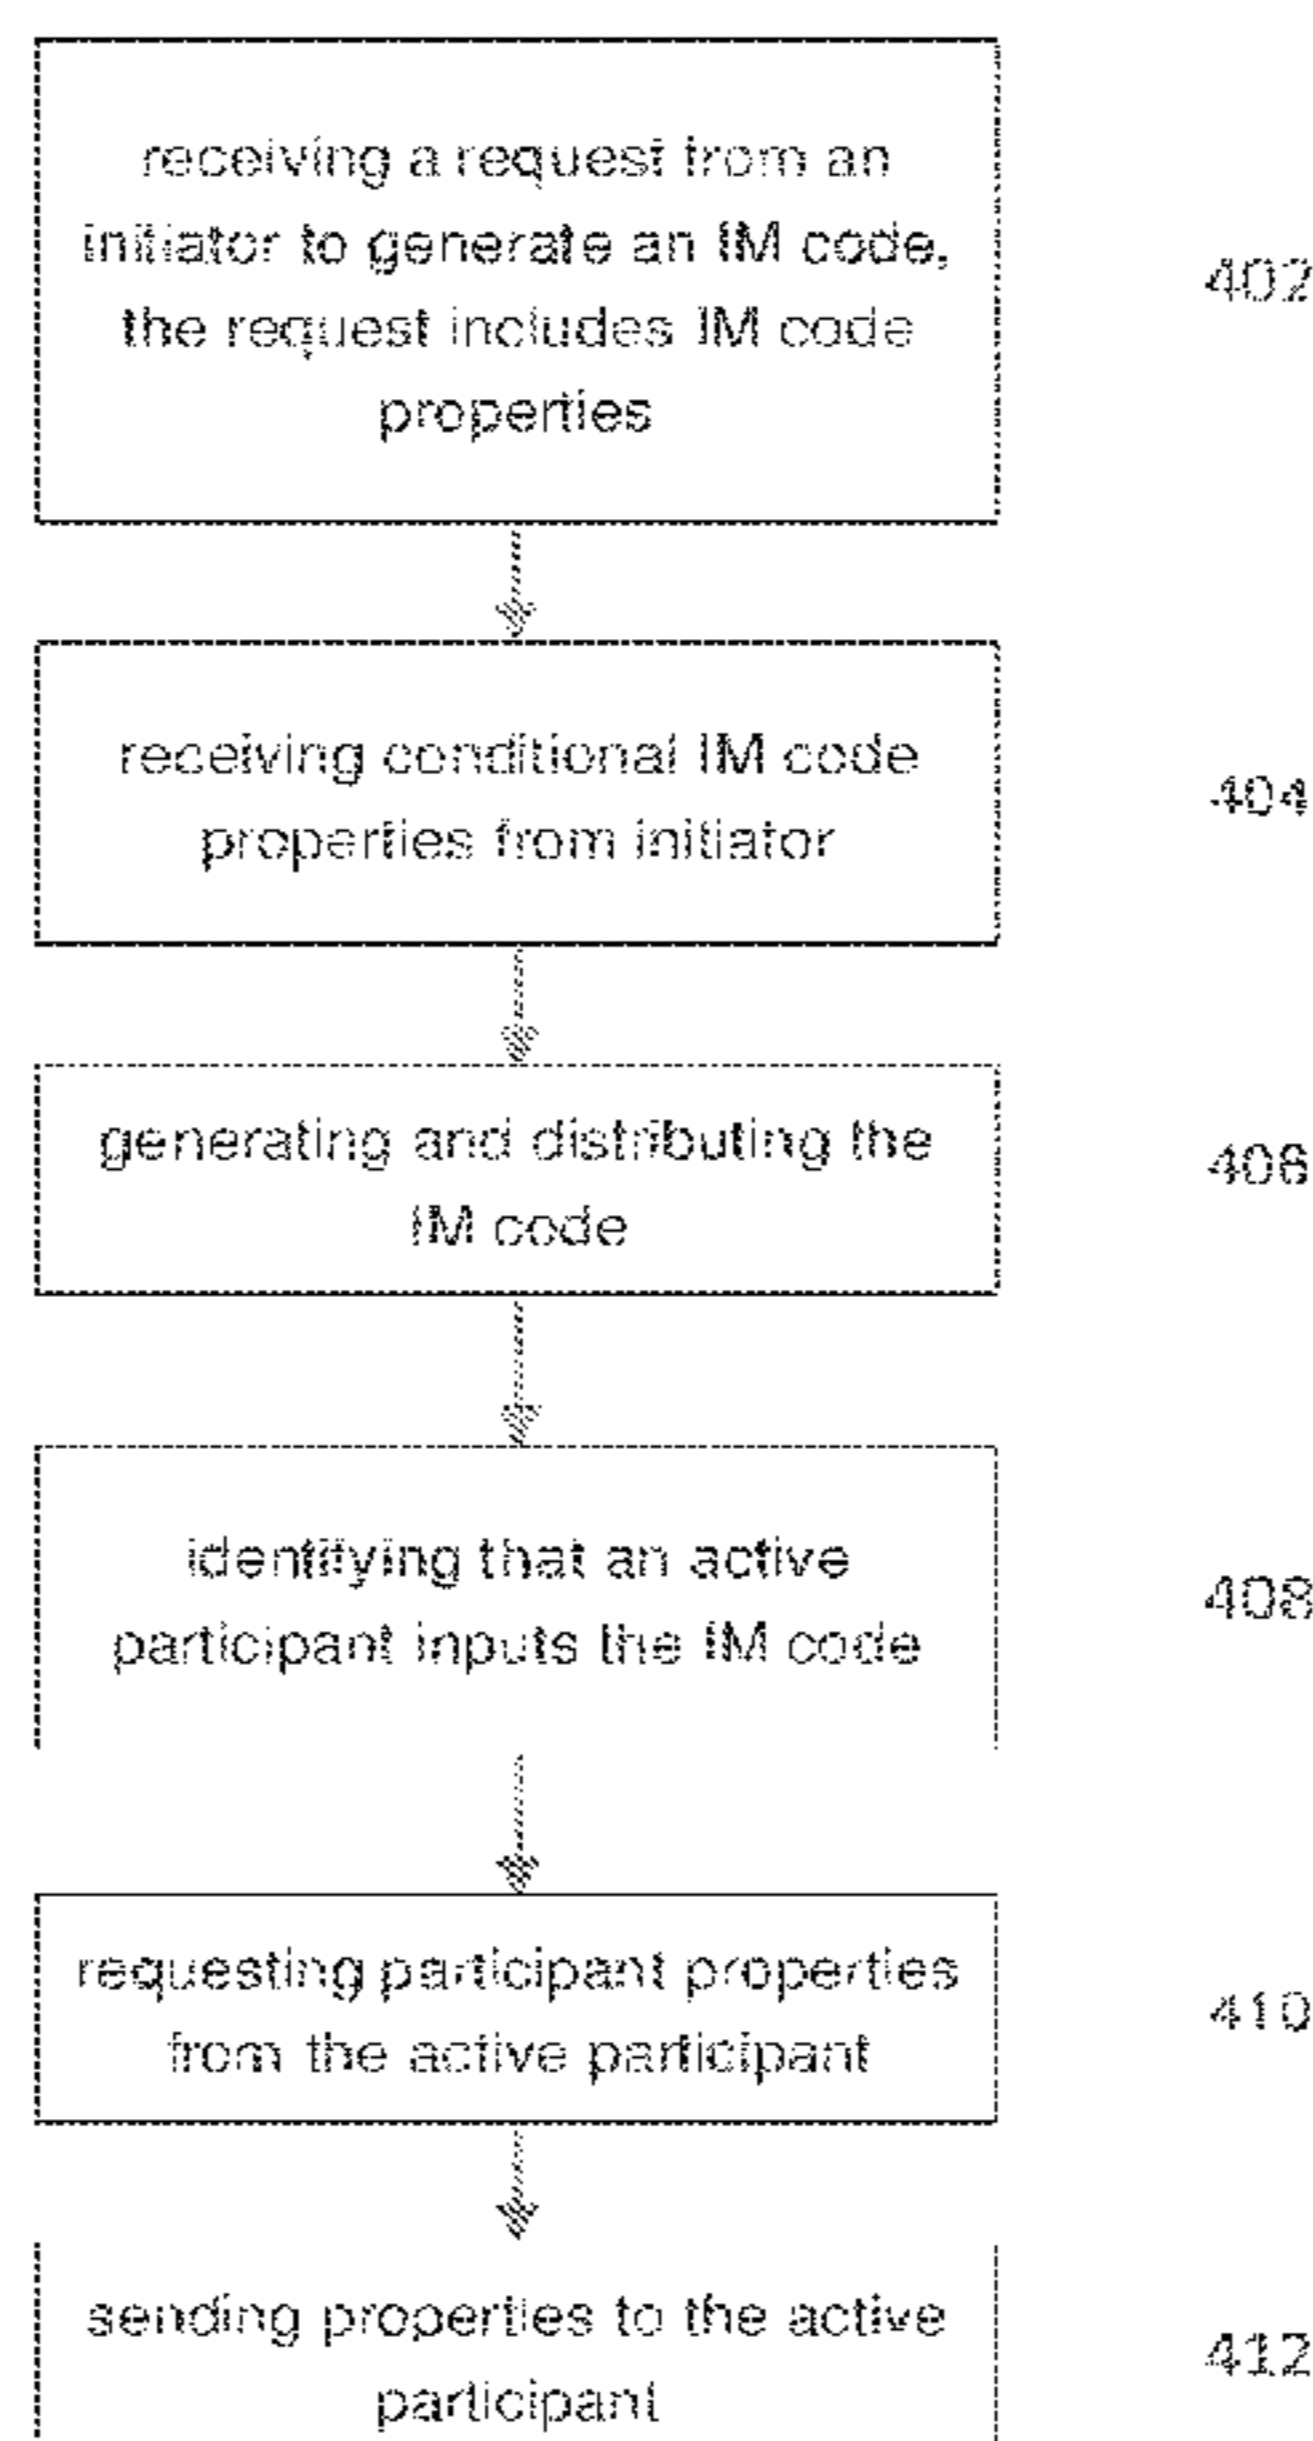 receiving a request from an
initiator to generate an IM code,
the request includes IM code
properties
402
receiving conditional IM code
properties from initiator
404
generating and distributing the
IM code
406
identifying that an active
participant inputs the IM code
408
requesting participant properties
from the active participant
410
sending properties to the active
participant
412